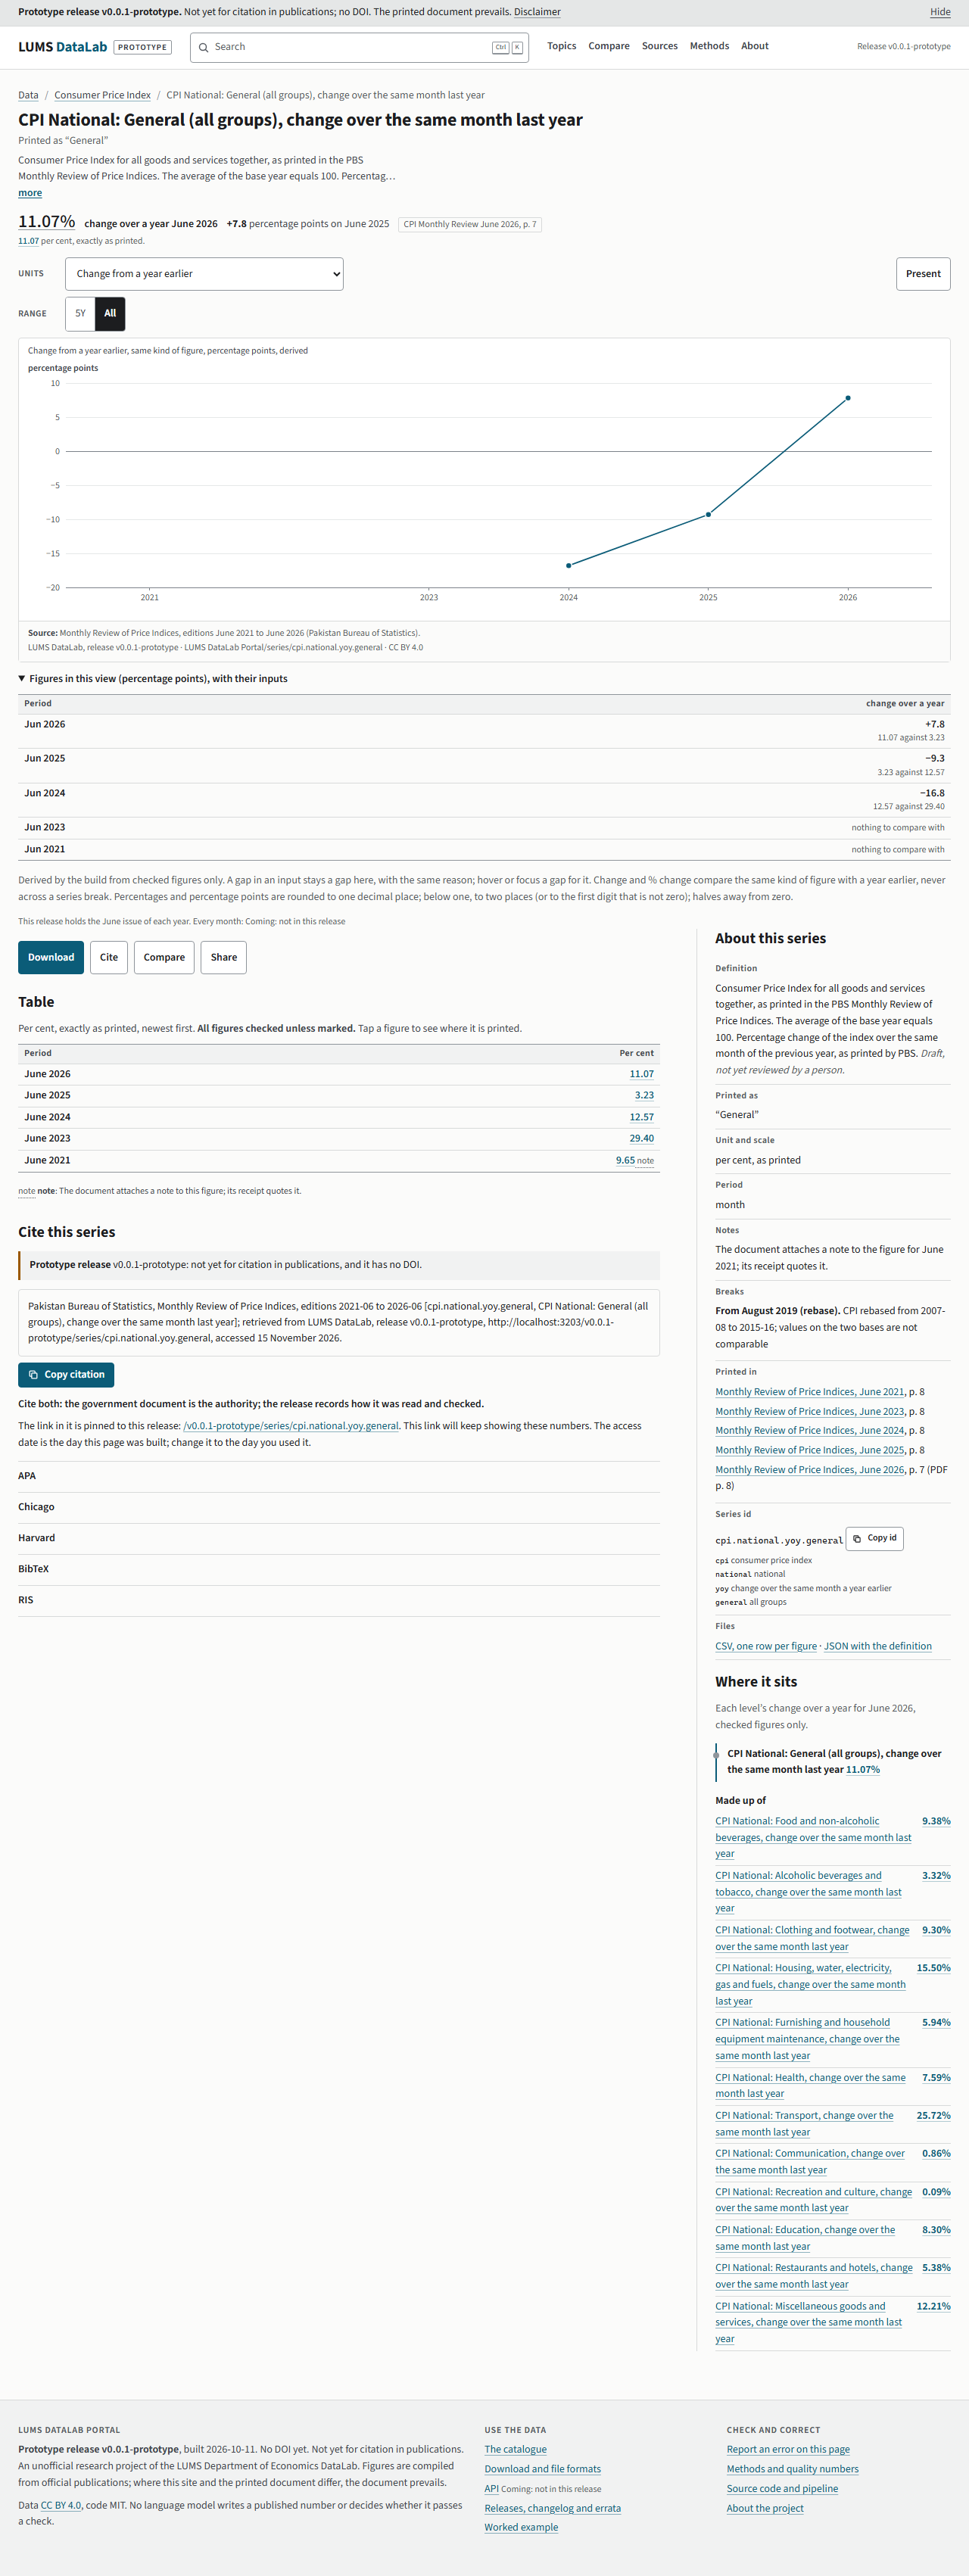 Prototype release v0.0.1-prototype. Not yet for citation in publications; no DOI. The printed document prevails. Disclaimer
Hide
LUMS DataLab PROTOTYPE
Search Ctrl K
Topics Compare Sources Methods About
Release v0.0.1-prototype
Data / Consumer Price Index / CPI National: General (all groups), change over the same month last year
CPI National: General (all groups), change over the same month last year
Printed as “General”
Consumer Price Index for all goods and services together, as printed in the PBS
Monthly Review of Price Indices. The average of the base year equals 100. Percentag…
more
11.07% change over a year June 2026 +7.8 percentage points on June 2025 CPI Monthly Review June 2026, p. 7
11.07 per cent, exactly as printed.
UNITS Change from a year earlier
Present
RANGE 5Y All
Change from a year earlier, same kind of figure, percentage points, derived
percentage points
10
5
0
−5
−10
−15
−20
2021 2023 2024 2025 2026
Source: Monthly Review of Price Indices, editions June 2021 to June 2026 (Pakistan Bureau of Statistics).
LUMS DataLab, release v0.0.1-prototype · LUMS DataLab Portal/series/cpi.national.yoy.general · CC BY 4.0
▼ Figures in this view (percentage points), with their inputs
Period change over a year
Jun 2026 +7.8
11.07 against 3.23
Jun 2025 −9.3
3.23 against 12.57
Jun 2024 −16.8
12.57 against 29.40
Jun 2023 nothing to compare with
Jun 2021 nothing to compare with
Derived by the build from checked figures only. A gap in an input stays a gap here, with the same reason; hover or focus a gap for it. Change and % change compare the same kind of figure with a year earlier, never
across a series break. Percentages and percentage points are rounded to one decimal place; below one, to two places (or to the first digit that is not zero); halves away from zero.
This release holds the June issue of each year. Every month: Coming: not in this release
Download Cite Compare Share
Table
Per cent, exactly as printed, newest first. All figures checked unless marked. Tap a figure to see where it is printed.
Period Per cent
June 2026 11.07
June 2025 3.23
June 2024 12.57
June 2023 29.40
June 2021 9.65 note
note note: The document attaches a note to this figure; its receipt quotes it.
Cite this series
Prototype release v0.0.1-prototype: not yet for citation in publications, and it has no DOI.
Pakistan Bureau of Statistics, Monthly Review of Price Indices, editions 2021-06 to 2026-06 [cpi.national.yoy.general, CPI National: General (all
groups), change over the same month last year]; retrieved from LUMS DataLab, release v0.0.1-prototype, http://localhost:3203/v0.0.1-
prototype/series/cpi.national.yoy.general, accessed 15 November 2026.
Copy citation
Cite both: the government document is the authority; the release records how it was read and checked.
The link in it is pinned to this release: /v0.0.1-prototype/series/cpi.national.yoy.general. This link will keep showing these numbers. The access
date is the day this page was built; change it to the day you used it.
APA
Chicago
Harvard
BibTeX
RIS
About this series
Definition
Consumer Price Index for all goods and services
together, as printed in the PBS Monthly Review of
Price Indices. The average of the base year equals
100. Percentage change of the index over the same
month of the previous year, as printed by PBS. Draft,
not yet reviewed by a person.
Printed as
“General”
Unit and scale
per cent, as printed
Period
month
Notes
The document attaches a note to the figure for June
2021; its receipt quotes it.
Breaks
From August 2019 (rebase). CPI rebased from 2007-
08 to 2015-16; values on the two bases are not
comparable
Printed in
Monthly Review of Price Indices, June 2021, p. 8
Monthly Review of Price Indices, June 2023, p. 8
Monthly Review of Price Indices, June 2024, p. 8
Monthly Review of Price Indices, June 2025, p. 8
Monthly Review of Price Indices, June 2026, p. 7 (PDF
p. 8)
Series id
cpi.national.yoy.general Copy id
cpi consumer price index
national national
yoy change over the same month a year earlier
general all groups
Files
CSV, one row per figure · JSON with the definition
Where it sits
Each level’s change over a year for June 2026,
checked figures only.
CPI National: General (all groups), change over
the same month last year 11.07%
Made up of
CPI National: Food and non-alcoholic 9.38%
beverages, change over the same month last
year
CPI National: Alcoholic beverages and 3.32%
tobacco, change over the same month last
year
CPI National: Clothing and footwear, change 9.30%
over the same month last year
CPI National: Housing, water, electricity, 15.50%
gas and fuels, change over the same month
last year
CPI National: Furnishing and household 5.94%
equipment maintenance, change over the
same month last year
CPI National: Health, change over the same 7.59%
month last year
CPI National: Transport, change over the 25.72%
same month last year
CPI National: Communication, change over 0.86%
the same month last year
CPI National: Recreation and culture, change 0.09%
over the same month last year
CPI National: Education, change over the 8.30%
same month last year
CPI National: Restaurants and hotels, change 5.38%
over the same month last year
CPI National: Miscellaneous goods and 12.21%
services, change over the same month last
year
LUMS DATALAB PORTAL
Prototype release v0.0.1-prototype, built 2026-10-11. No DOI yet. Not yet for citation in publications.
An unofficial research project of the LUMS Department of Economics DataLab. Figures are compiled
from official publications; where this site and the printed document differ, the document prevails.
Data CC BY 4.0, code MIT. No language model writes a published number or decides whether it passes
a check.
USE THE DATA
The catalogue
Download and file formats
API Coming: not in this release
Releases, changelog and errata
Worked example
CHECK AND CORRECT
Report an error on this page
Methods and quality numbers
Source code and pipeline
About the project